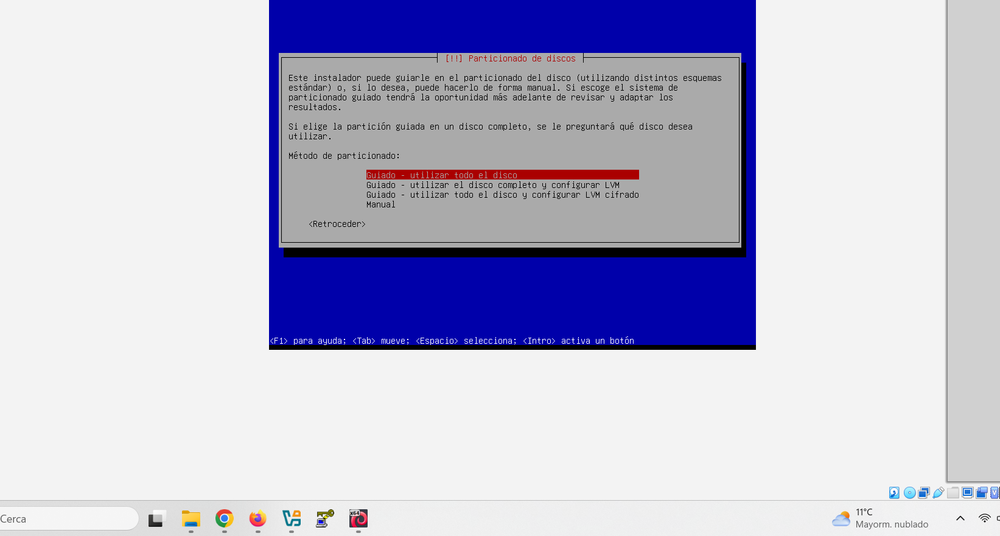 [!!] Particionado de discos
Este instalador puede guiarle en el particionado del disco (utilizando distintos esquemas
estándar) o, si lo desea, puede hacerlo de forma manual. Si escoge el sistema de
particionado guiado tendrá la oportunidad más adelante de revisar y adaptar los
resultados.
Si elige la partición guiada en un disco completo, se le preguntará qué disco desea
utilizar.
Método de particionado:
Guiado - utilizar todo el disco
Guiado - utilizar el disco completo y configurar LVM
Guiado - utilizar todo el disco y configurar LVM cifrado
Manual
<Retroceder>
<F1> para ayuda; <Tab> mueve; <Espacio> selecciona; <Intro> activa un botón
Cerca
x64
11°C
Mayorm. nublado